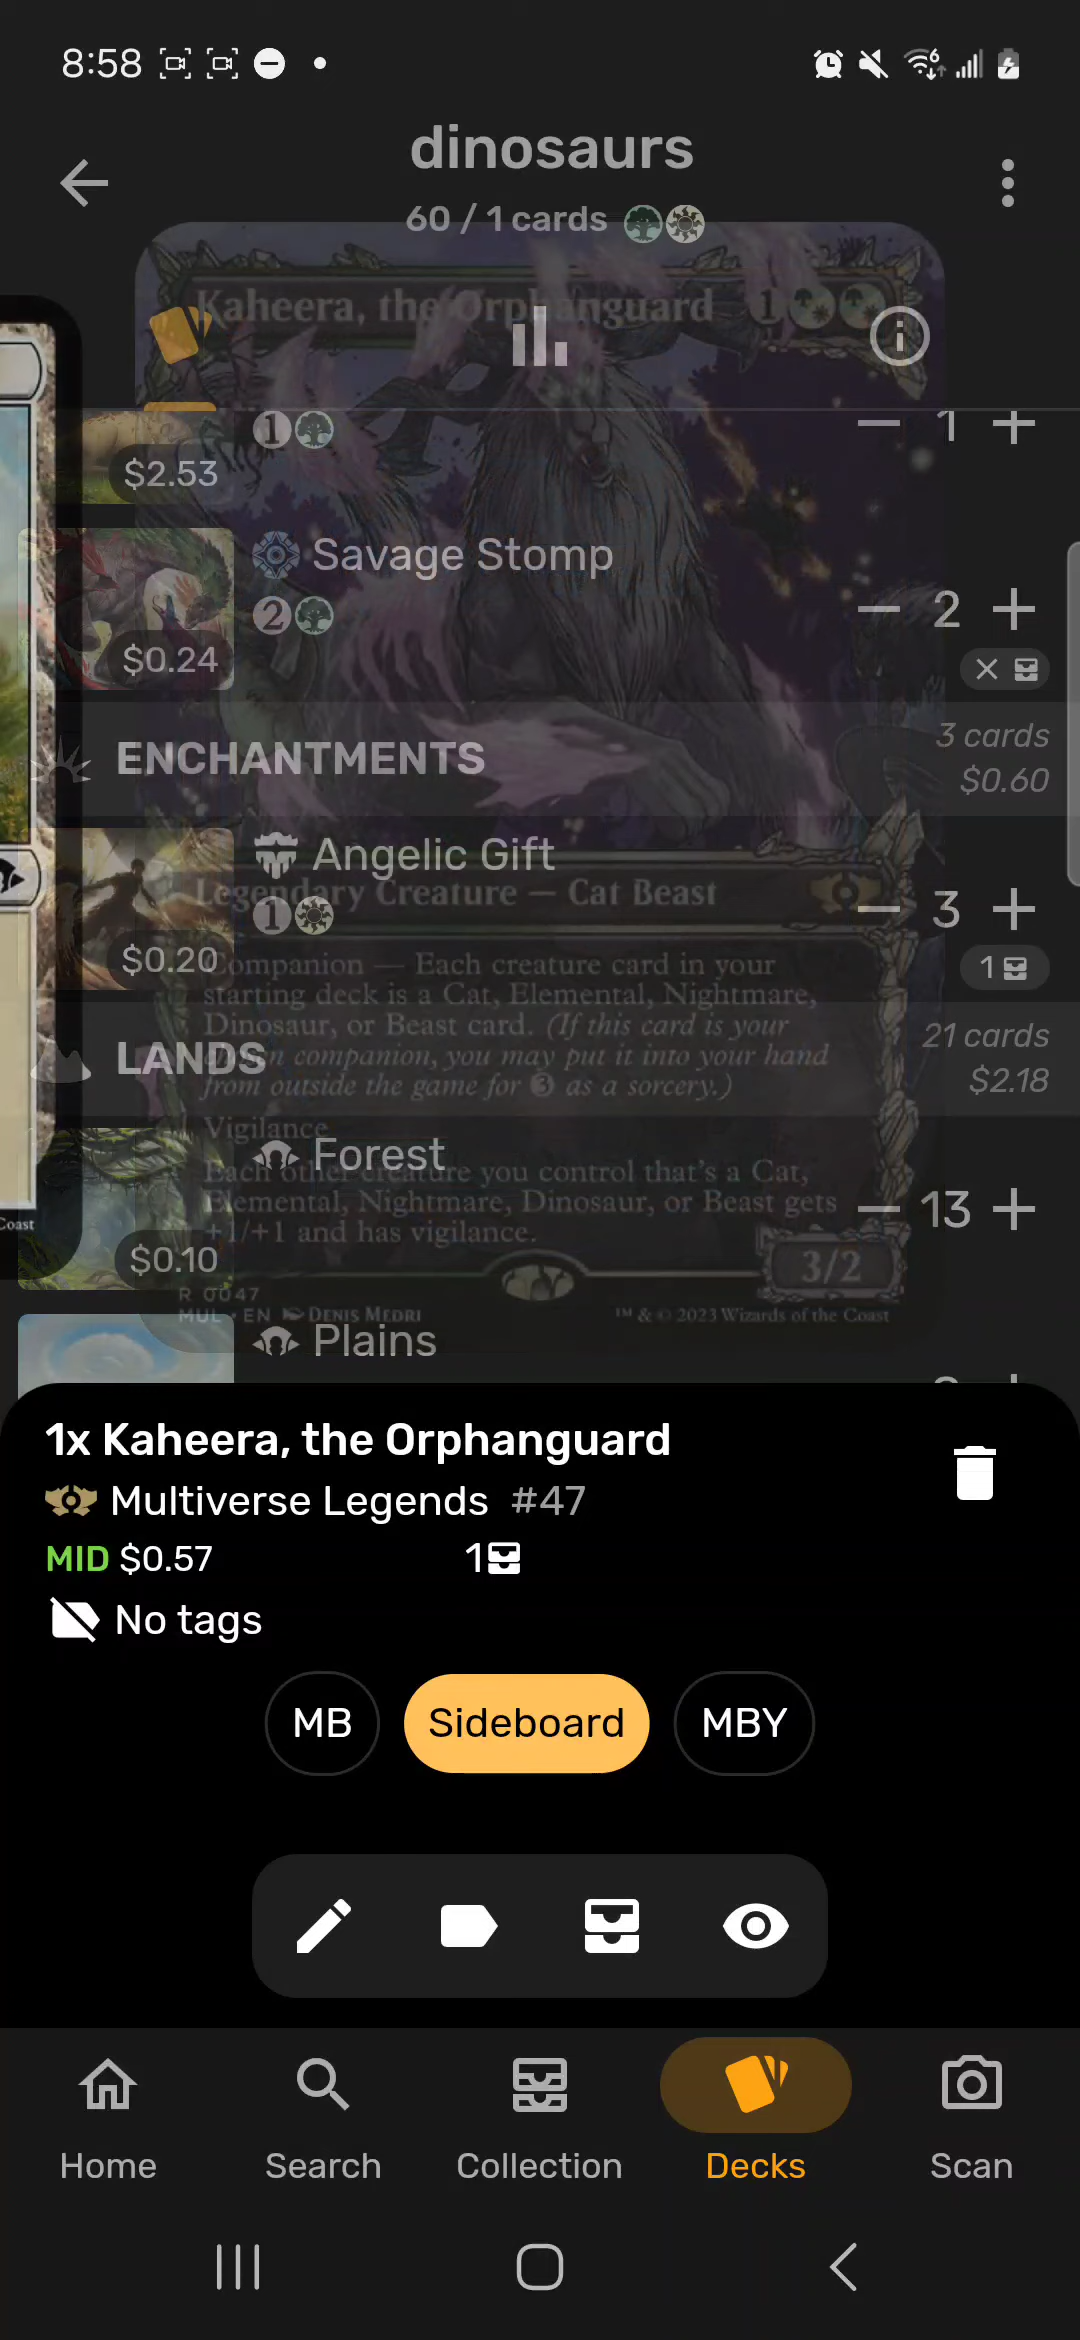 8:58
dinosaurs
60 / 1 cards
Kaheera, the Orphanguard 1
1
$2.53
1
Savage Stomp
2
$0.24
2
ENCHANTMENTS
3 cards
$0.60
Angelic Gift
Legendary Creature — Cat Beast
1
$0.20
3
1
Companion — Each creature card in your
starting deck is a Cat, Elemental, Nightmare,
Dinosaur, or Beast card. (If this card is your
chosen companion, you may put it into your hand
from outside the game for 3 as a sorcery.)
LANDS
21 cards
$2.18
Vigilance
Forest
Each other creature you control that's a Cat,
Elemental, Nightmare, Dinosaur, or Beast gets
+1/+1 and has vigilance.
13
Coast
$0.10
3/2
R 0047
MUL • EN DENIS MEDRI
™ & © 2023 Wizards of the Coast
Plains
1x Kaheera, the Orphanguard
Multiverse Legends #47
MID $0.57
1
No tags
MB
Sideboard
MBY
Home
Search
Collection
Decks
Scan